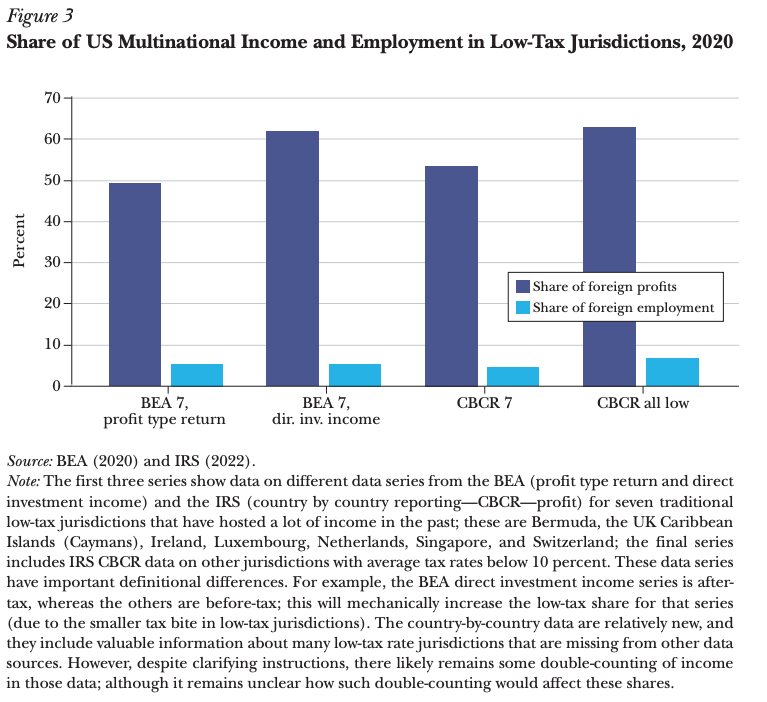 Figure 3
Share of US Multinational Income and Employment in Low-Tax Jurisdictions, 2020
70
60
50
40
30
20
10
0
Percent
Share of foreign profits
Share of foreign employment
BEA 7,
profit type return
BEA 7,
dir. inv. income
CBCR 7
CBCR all low
Source: BEA (2020) and IRS (2022).
Note: The first three series show data on different data series from the BEA (profit type return and direct
investment income) and the IRS (country by country reporting—CBCR—profit) for seven traditional
low-tax jurisdictions that have hosted a lot of income in the past; these are Bermuda, the UK Caribbean
Islands (Caymans), Ireland, Luxembourg, Netherlands, Singapore, and Switzerland; the final series
includes IRS CBCR data on other jurisdictions with average tax rates below 10 percent. These data series
have important definitional differences. For example, the BEA direct investment income series is after-
tax, whereas the others are before-tax; this will mechanically increase the low-tax share for that series
(due to the smaller tax bite in low-tax jurisdictions). The country-by-country data are relatively new, and
they include valuable information about many low-tax rate jurisdictions that are missing from other data
sources. However, despite clarifying instructions, there likely remains some double-counting of income
in those data; although it remains unclear how such double-counting would affect these shares.